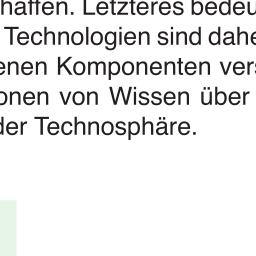 haffen. Letzteres bedeu
Technologien sind dahe
enen Komponenten vers
onen von Wissen über
der Technosphäre.